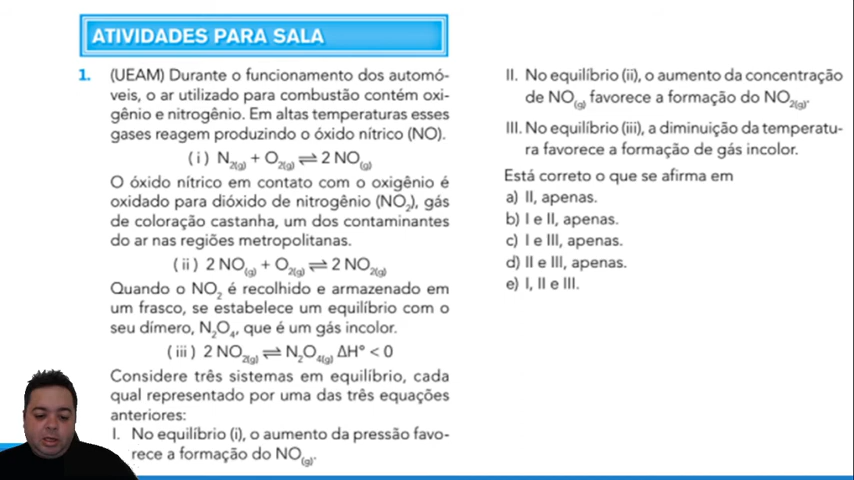 ATIVIDADES PARA SALA
1. (UEAM) Durante o funcionamento dos automó-
veis, o ar utilizado para combustão contém oxi-
gênio e nitrogênio. Em altas temperaturas esses
gases reagem produzindo o óxido nítrico (NO).
( i ) N2(g) + O2(g) ⇌ 2 NO(g)
O óxido nítrico em contato com o oxigênio é
oxidado para dióxido de nitrogênio (NO2), gás
de coloração castanha, um dos contaminantes
do ar nas regiões metropolitanas.
( ii ) 2 NO(g) + O2(g) ⇌ 2 NO2(g)
Quando o NO2 é recolhido e armazenado em
um frasco, se estabelece um equilíbrio com o
seu dímero, N2O4, que é um gás incolor.
( iii ) 2 NO2(g) ⇌ N2O4(g) ΔH° < 0
Considere três sistemas em equilíbrio, cada
qual representado por uma das três equações
anteriores:
I. No equilíbrio (i), o aumento da pressão favo-
rece a formação do NO(g).
II. No equilíbrio (ii), o aumento da concentração
de NO(g) favorece a formação do NO2(g).
III. No equilíbrio (iii), a diminuição da temperatu-
ra favorece a formação de gás incolor.
Está correto o que se afirma em
a) II, apenas.
b) I e II, apenas.
c) I e III, apenas.
d) II e III, apenas.
e) I, II e III.